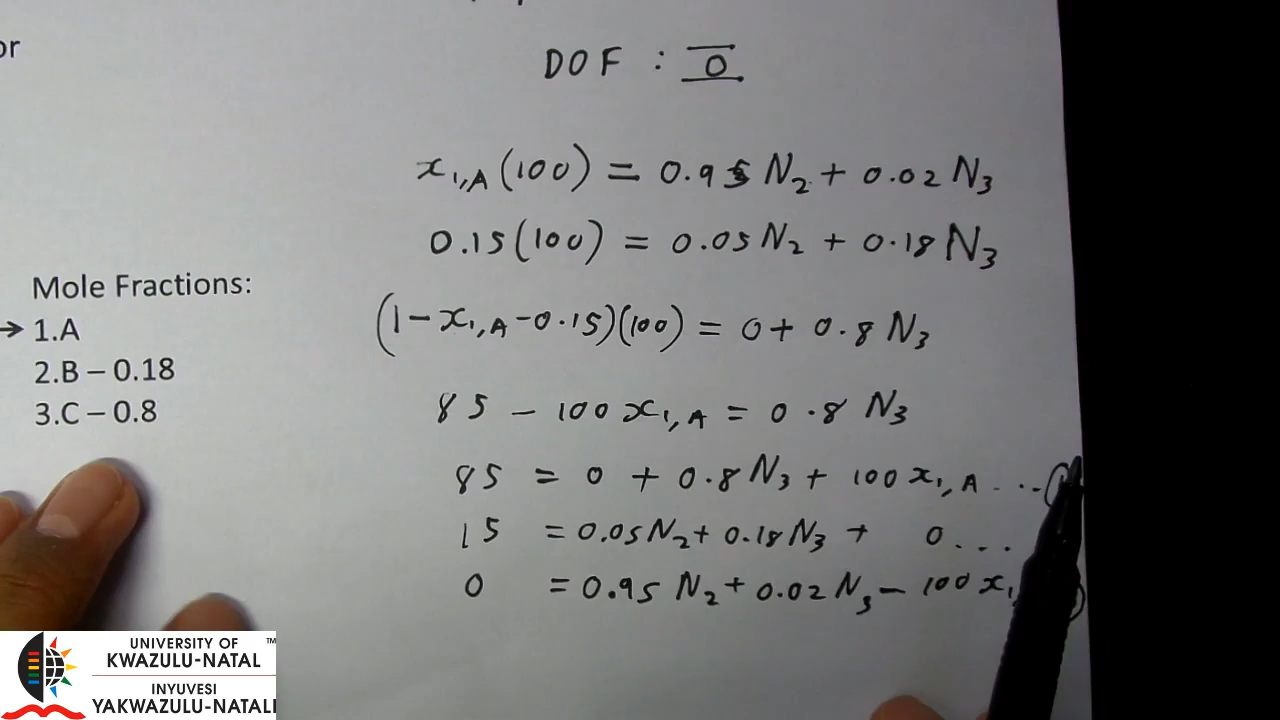 or
DOF : 0
x1,A (100) = 0.95 N2 + 0.02 N3
0.15 (100) = 0.05 N2 + 0.18 N3
Mole Fractions:
(1 - x1,A - 0.15)(100) = 0 + 0.8 N3
→ 1.A
2.B – 0.18
3.C – 0.8
85 - 100 x1,A = 0.8 N3
85 = 0 + 0.8 N3 + 100 x1,A ...
15 = 0.05 N2 + 0.18 N3 + 0 ...
0 = 0.95 N2 + 0.02 N3 - 100 x1,
UNIVERSITY OF ™
KWAZULU-NATAL
INYUVESI
YAKWAZULU-NATALI